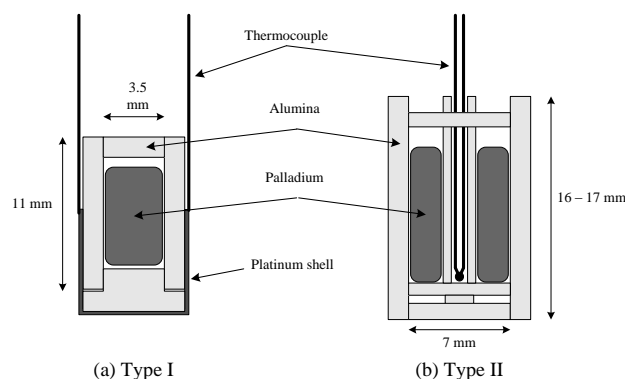 Thermocouple
3.5
mm
Alumina
11 mm
Palladium
16 – 17 mm
Platinum shell
7 mm
(a) Type I
(b) Type II